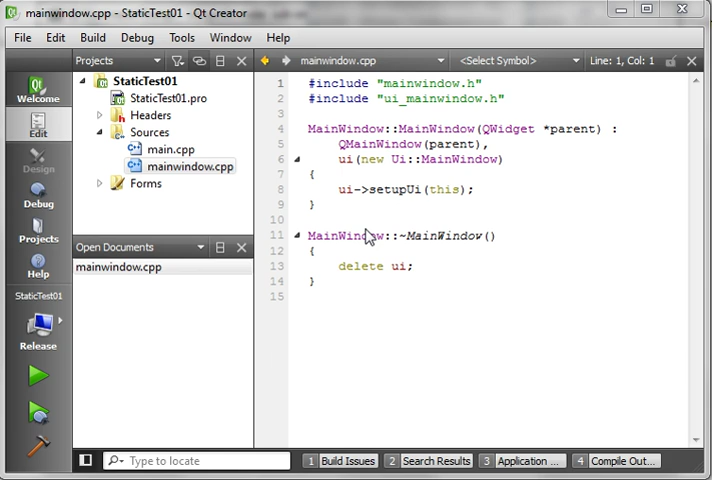 mainwindow.cpp - StaticTest01 - Qt Creator
File Edit Build Debug Tools Window Help
Projects
mainwindow.cpp
<Select Symbol>
Line: 1, Col: 1
Qt
Welcome
Edit
Design
Debug
Projects
Help
StaticTest01
Release
StaticTest01
StaticTest01.pro
Headers
Sources
main.cpp
mainwindow.cpp
Forms
Open Documents
mainwindow.cpp
1 #include "mainwindow.h"
2 #include "ui_mainwindow.h"
3
4 MainWindow::MainWindow(QWidget *parent) :
5 QMainWindow(parent),
6 ui(new Ui::MainWindow)
7 {
8 ui->setupUi(this);
9 }
10
11 MainWindow::~MainWindow()
12 {
13 delete ui;
14 }
15
Type to locate
1 Build Issues
2 Search Results
3 Application ...
4 Compile Out...